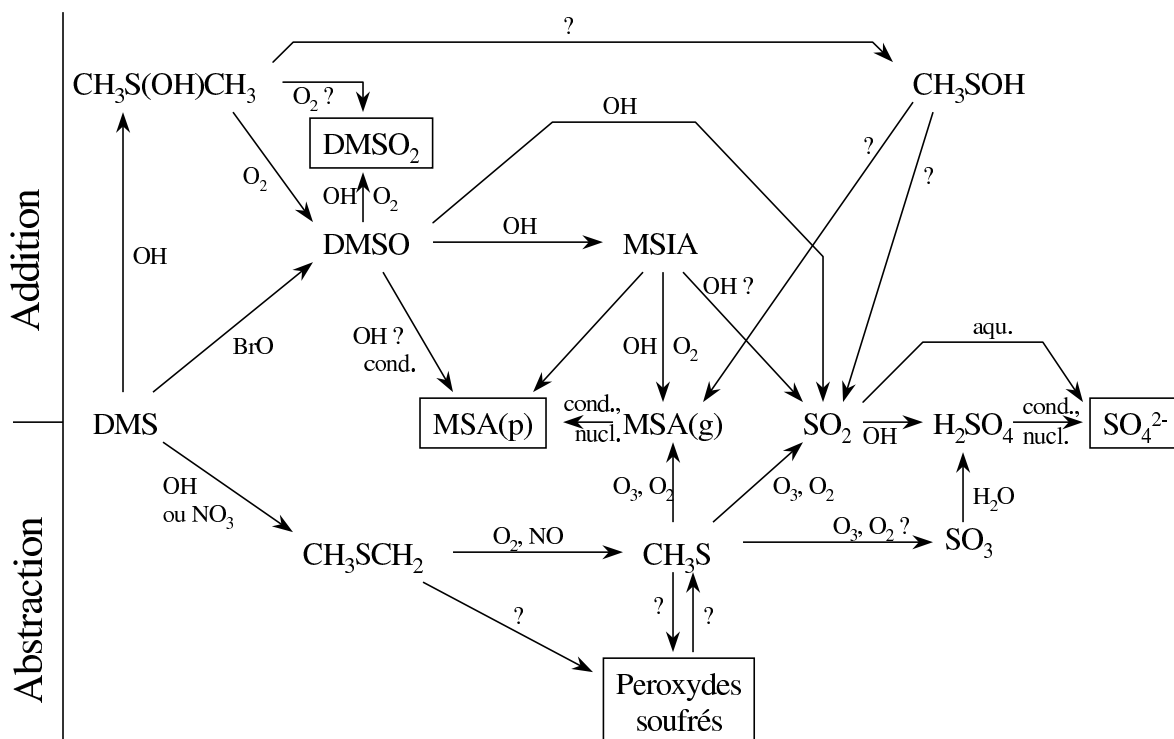 ?
CH₃S(OH)CH₃
CH₃SOH
O₂ ?
OH
DMSO₂
?
?
O₂
OH
O₂
Addition
DMSO
OH
MSIA
OH
OH ?
BrO
OH ?
cond.
OH
O₂
aqu.
DMS
MSA(p)
cond.,
nucl.
MSA(g)
SO₂
OH
H₂SO₄
cond.,
nucl.
SO₄²⁻
OH
ou NO₃
O₃, O₂
O₃, O₂
H₂O
Abstraction
CH₃SCH₂
O₂, NO
CH₃S
O₃, O₂ ?
SO₃
?
?
?
Peroxydes
soufrés